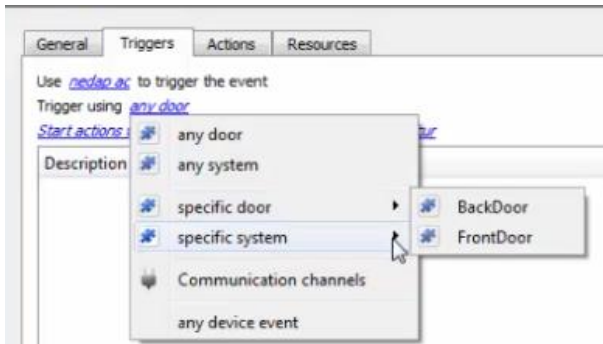 General Triggers Actions Resources
Use nedap ac to trigger the event
Trigger using any door
Start actions
Description
any door
any system
specific door
specific system
Communication channels
any device event
BackDoor
FrontDoor